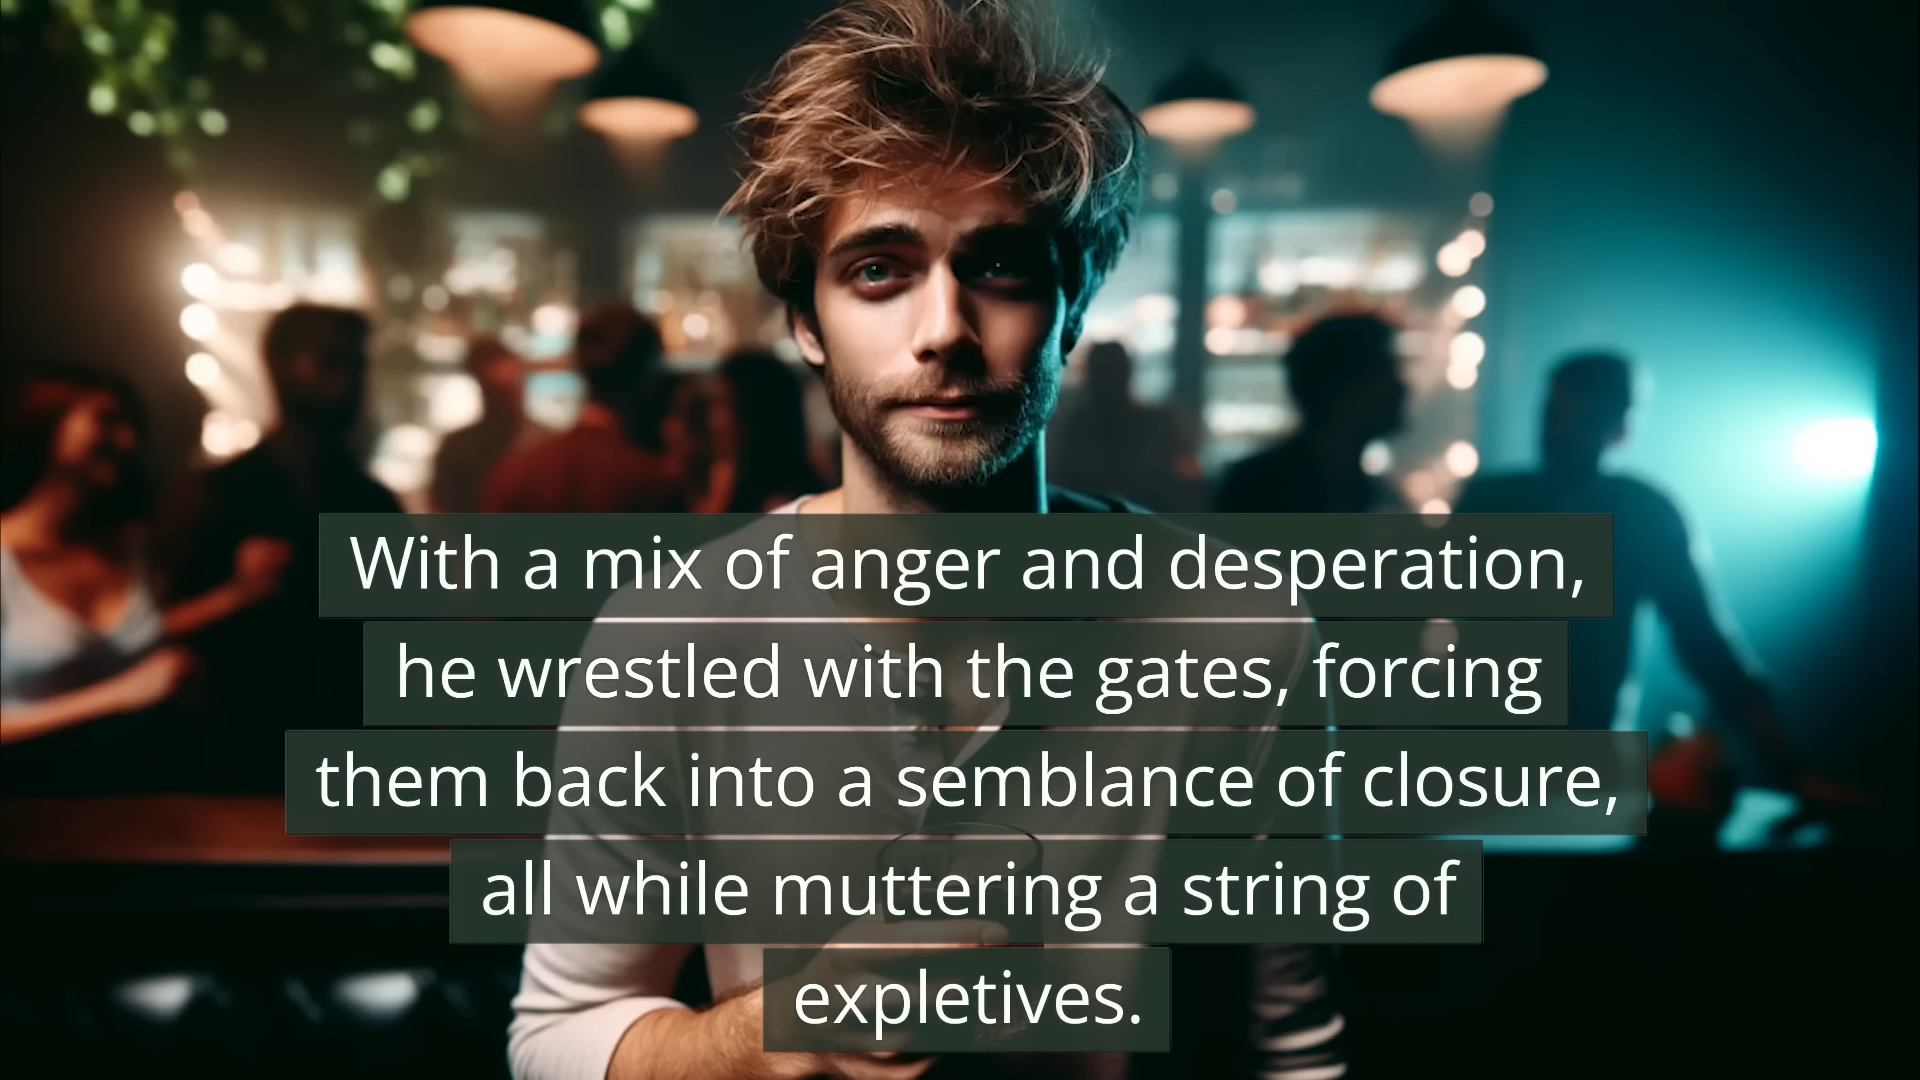 With a mix of anger and desperation,
he wrestled with the gates, forcing
them back into a semblance of closure,
all while muttering a string of
expletives.